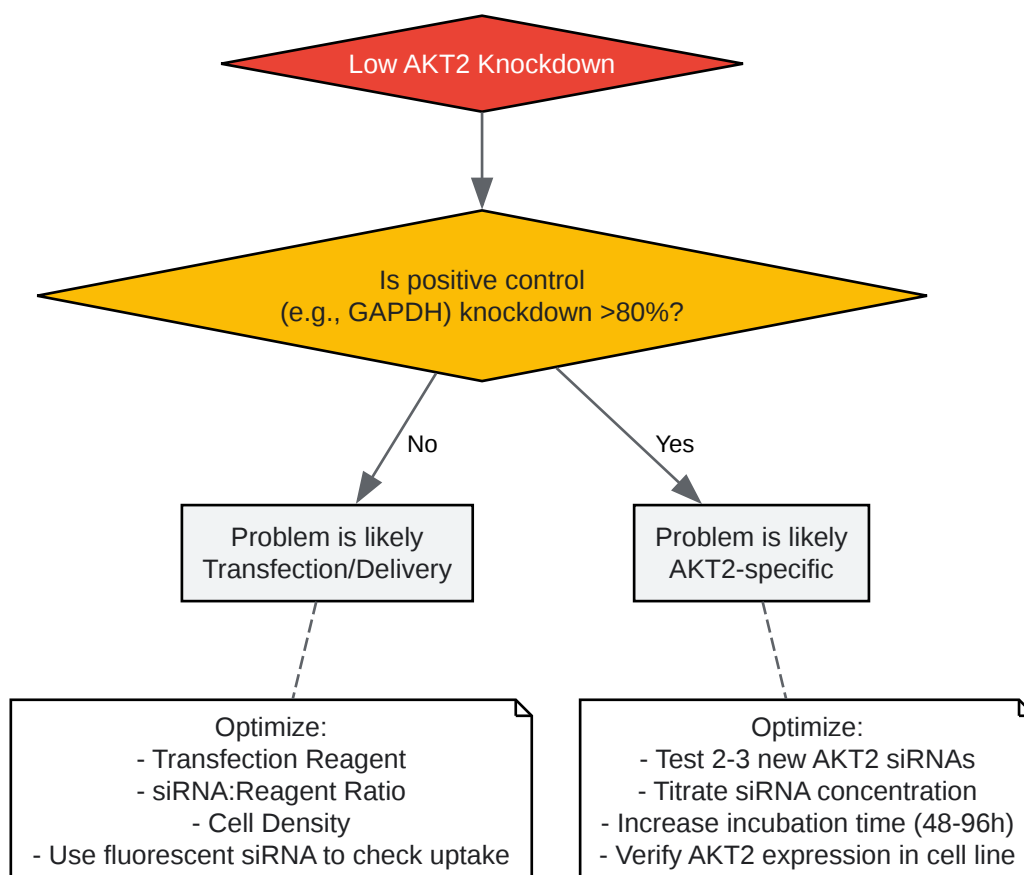 Low AKT2 Knockdown
Is positive control
(e.g., GAPDH) knockdown >80%?
No
Yes
Problem is likely
Transfection/Delivery
Problem is likely
AKT2-specific
Optimize:
- Transfection Reagent
- siRNA:Reagent Ratio
- Cell Density
- Use fluorescent siRNA to check uptake
Optimize:
- Test 2-3 new AKT2 siRNAs
- Titrate siRNA concentration
- Increase incubation time (48-96h)
- Verify AKT2 expression in cell line